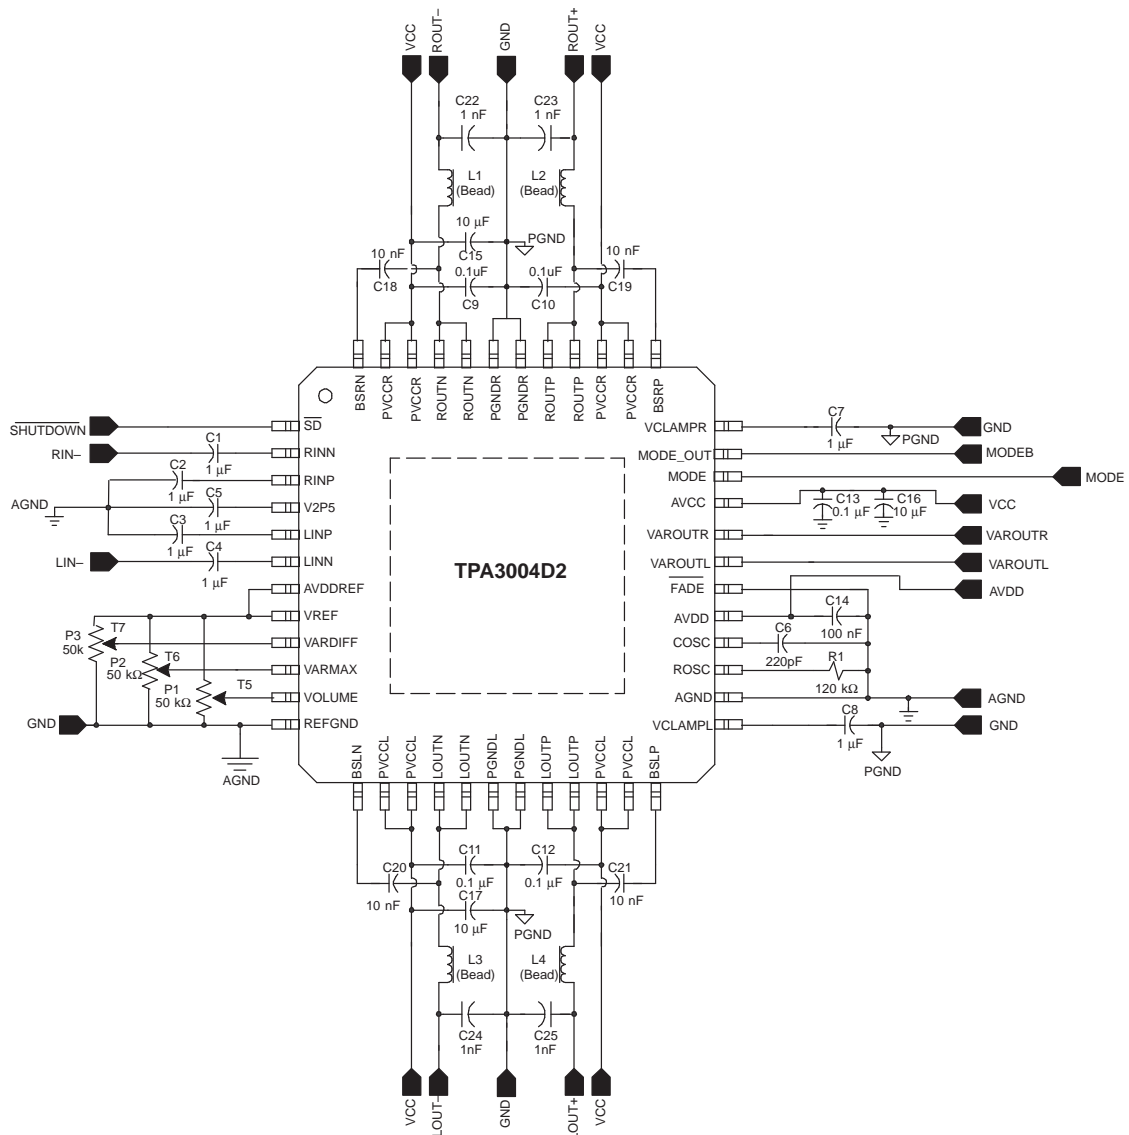 VCC
ROUT–
GND
ROUT+
VCC
C22
1 nF
C23
1 nF
L1
(Bead)
L2
(Bead)
10 µF
C15
PGND
10 nF
C18
0.1uF
C9
0.1uF
C10
10 nF
C19
BSRN
PVCCR
PVCCR
ROUTN
ROUTN
PGNDR
PGNDR
ROUTP
ROUTP
PVCCR
PVCCR
BSRP
SHUTDOWN
SD
RIN–
C1
1 µF
RINN
C2
1 µF
RINP
AGND
C5
1 µF
V2P5
C3
1 µF
LINP
LIN–
C4
1 µF
LINN
AVDDREF
VREF
P3
50k
T7
VARDIFF
P2
50 kΩ
T6
VARMAX
P1
50 kΩ
T5
VOLUME
GND
REFGND
AGND
TPA3004D2
VCLAMPR
C7
1 µF
PGND
GND
MODE_OUT
MODEB
MODE
MODE
AVCC
C13
0.1 µF
C16
10 µF
VCC
VAROUTR
VAROUTR
VAROUTL
VAROUTL
FADE
AVDD
AVDD
C14
100 nF
COSC
C6
220pF
ROSC
R1
120 kΩ
AGND
AGND
VCLAMPL
C8
1 µF
PGND
GND
BSLN
PVCCL
PVCCL
LOUTN
LOUTN
PGNDL
PGNDL
LOUTP
LOUTP
PVCCL
PVCCL
BSLP
C20
10 nF
C11
0.1 µF
C12
0.1 µF
C21
10 nF
C17
10 µF
PGND
L3
(Bead)
L4
(Bead)
C24
1nF
C25
1nF
VCC
LOUT–
GND
LOUT+
VCC